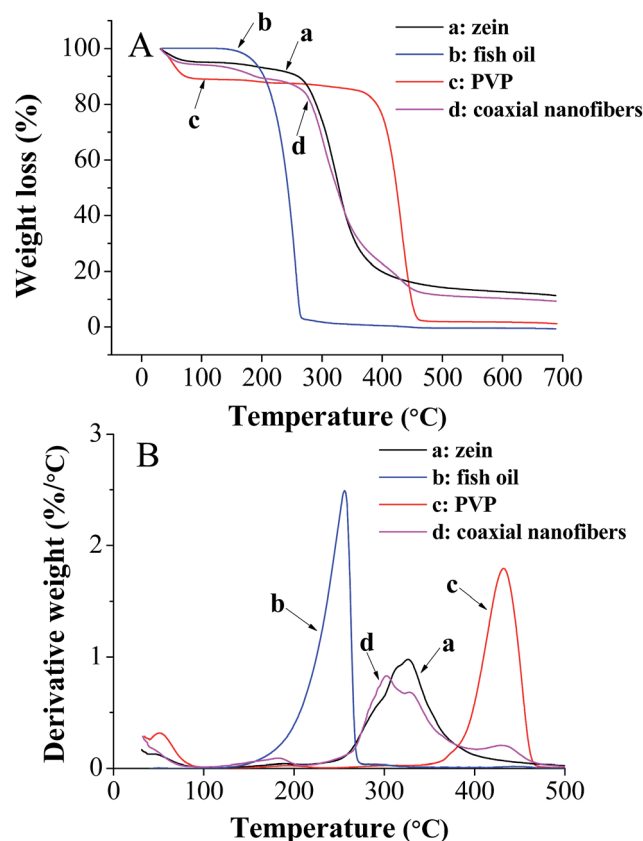 A
b
a
a: zein
b: fish oil
c: PVP
d: coaxial nanofibers
c
d
Weight loss (%)
100
80
60
40
20
0
0 100 200 300 400 500 600 700
Temperature (°C)
B
a: zein
b: fish oil
c: PVP
d: coaxial nanofibers
b
d
a
c
Derivative weight (%/°C)
3
2
1
0
0 100 200 300 400 500
Temperature (°C)